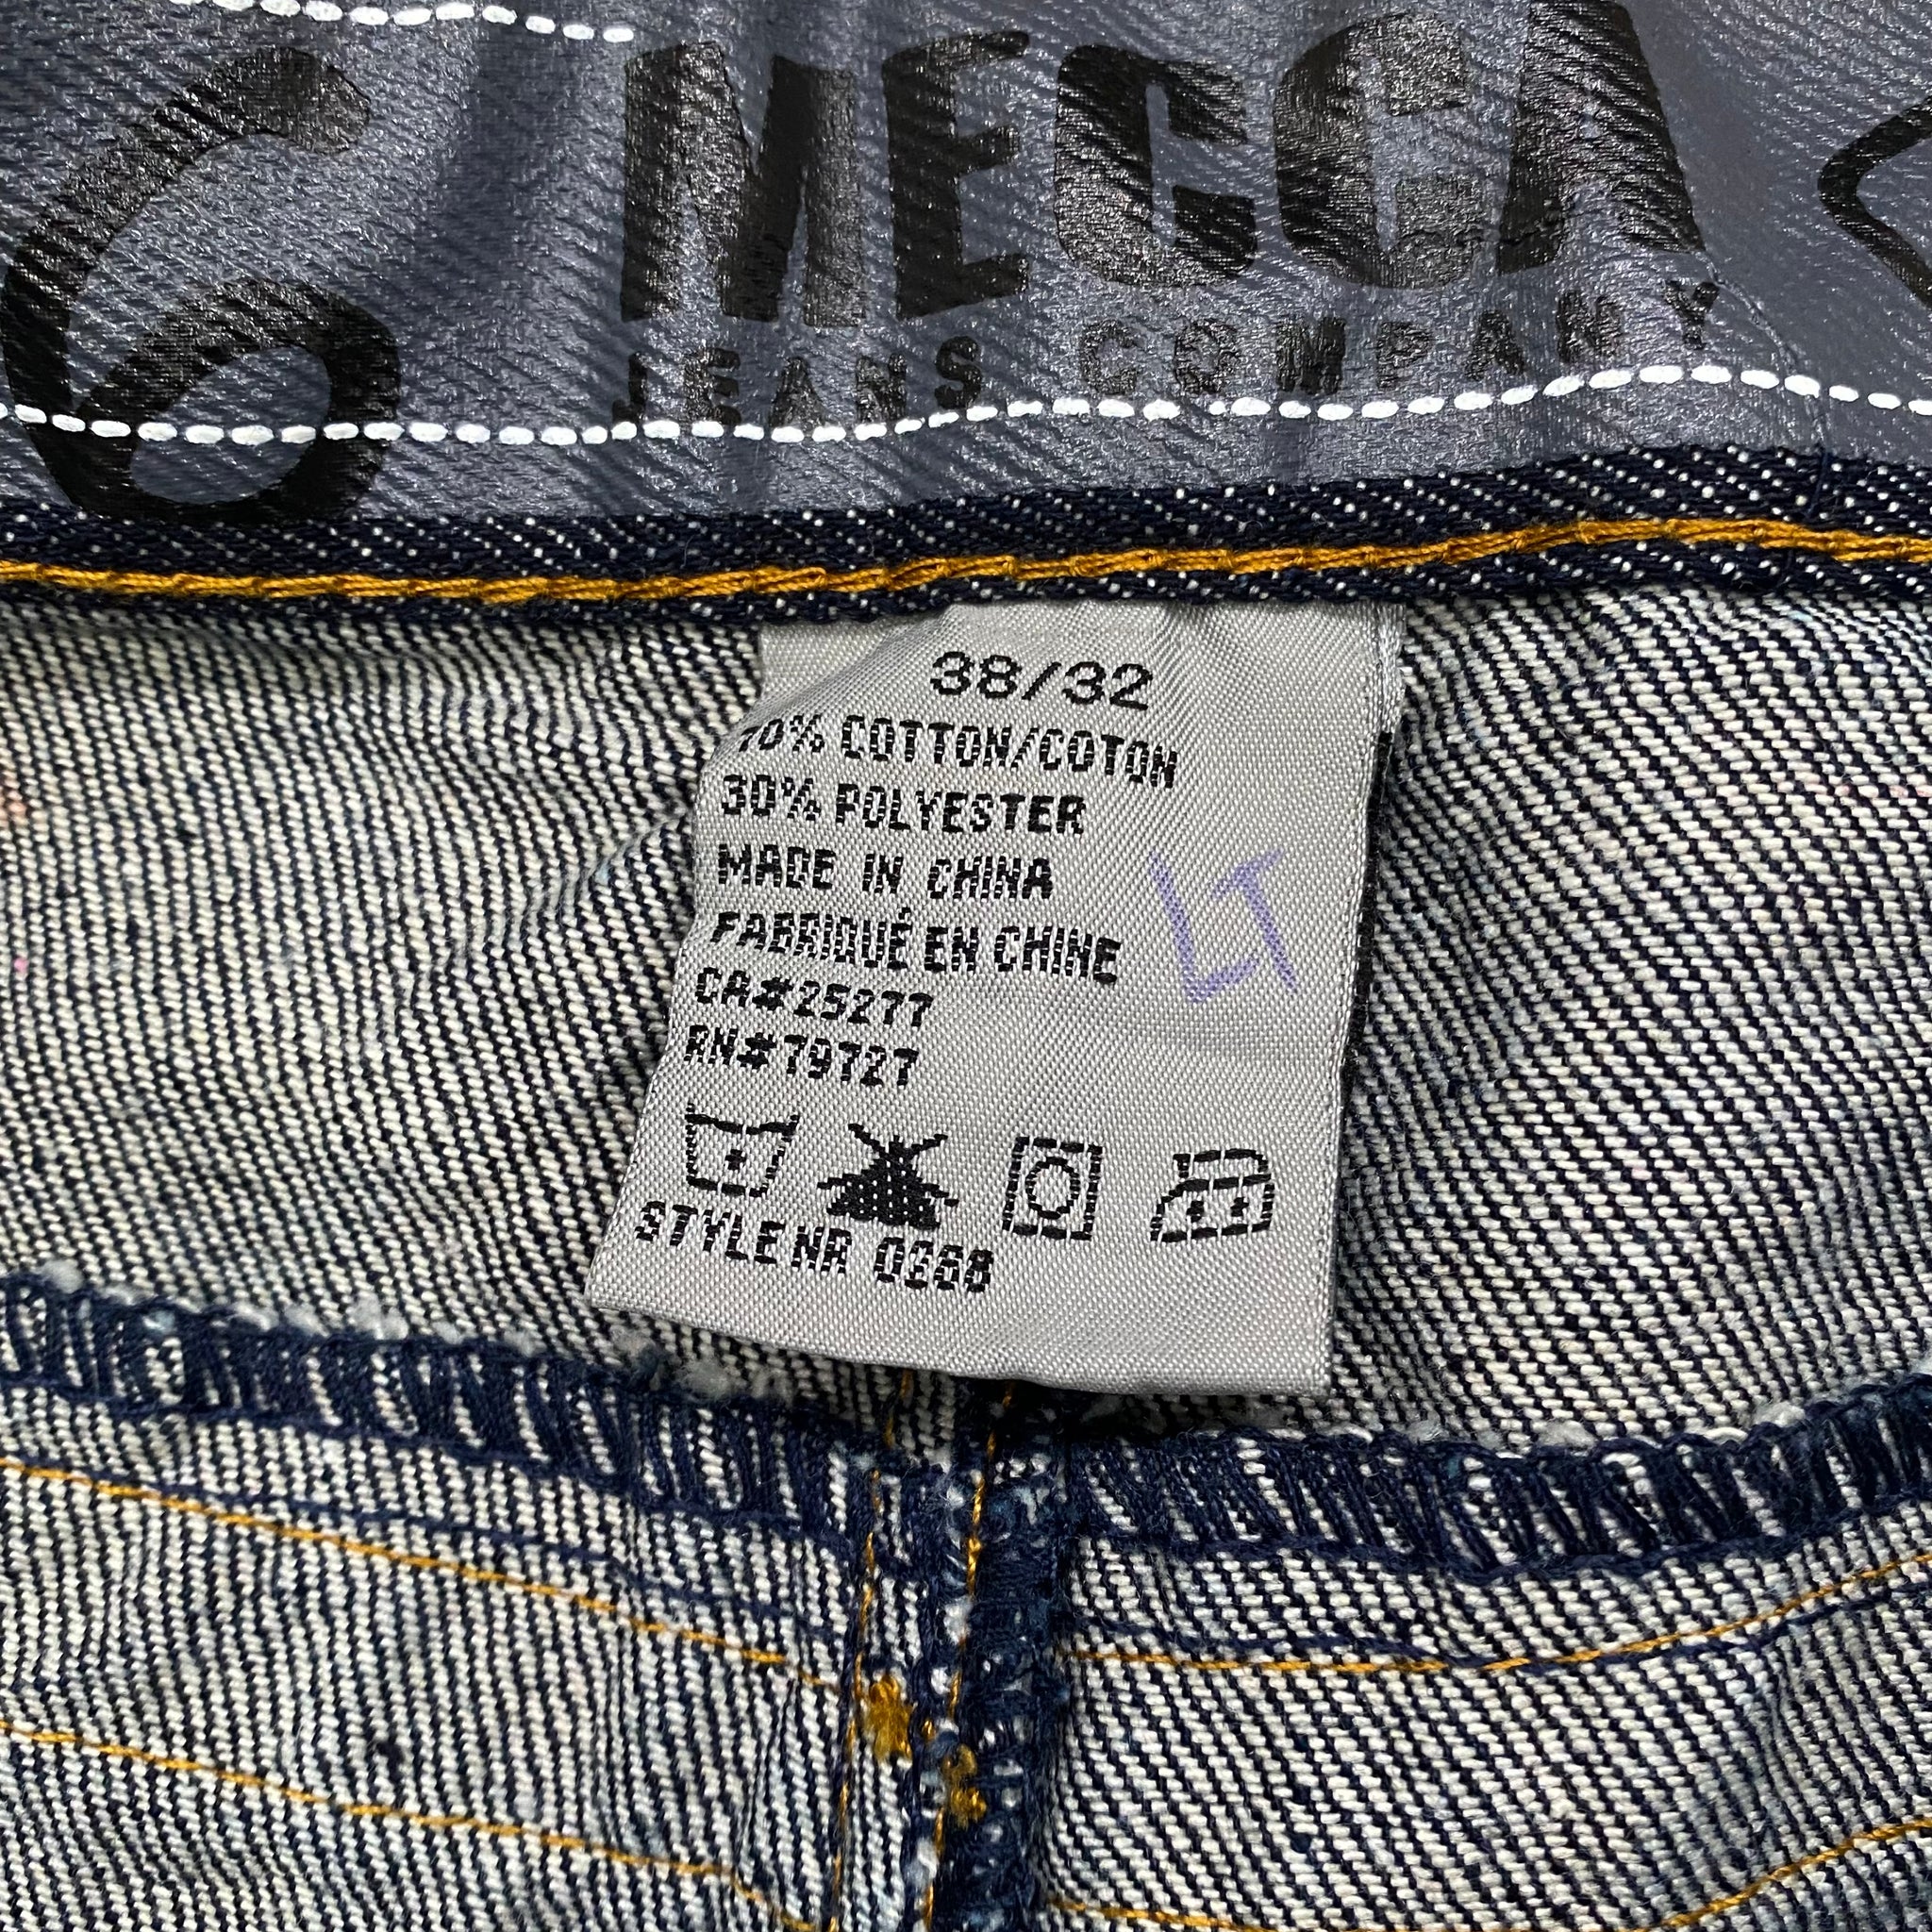 MECCA
JEANS COMPANY
38/32
70% COTTON/COTON
30% POLYESTER
MADE IN CHINA
FABRIQUÉ EN CHINE
LT
CA#25277
RN#79727
STYLE NR